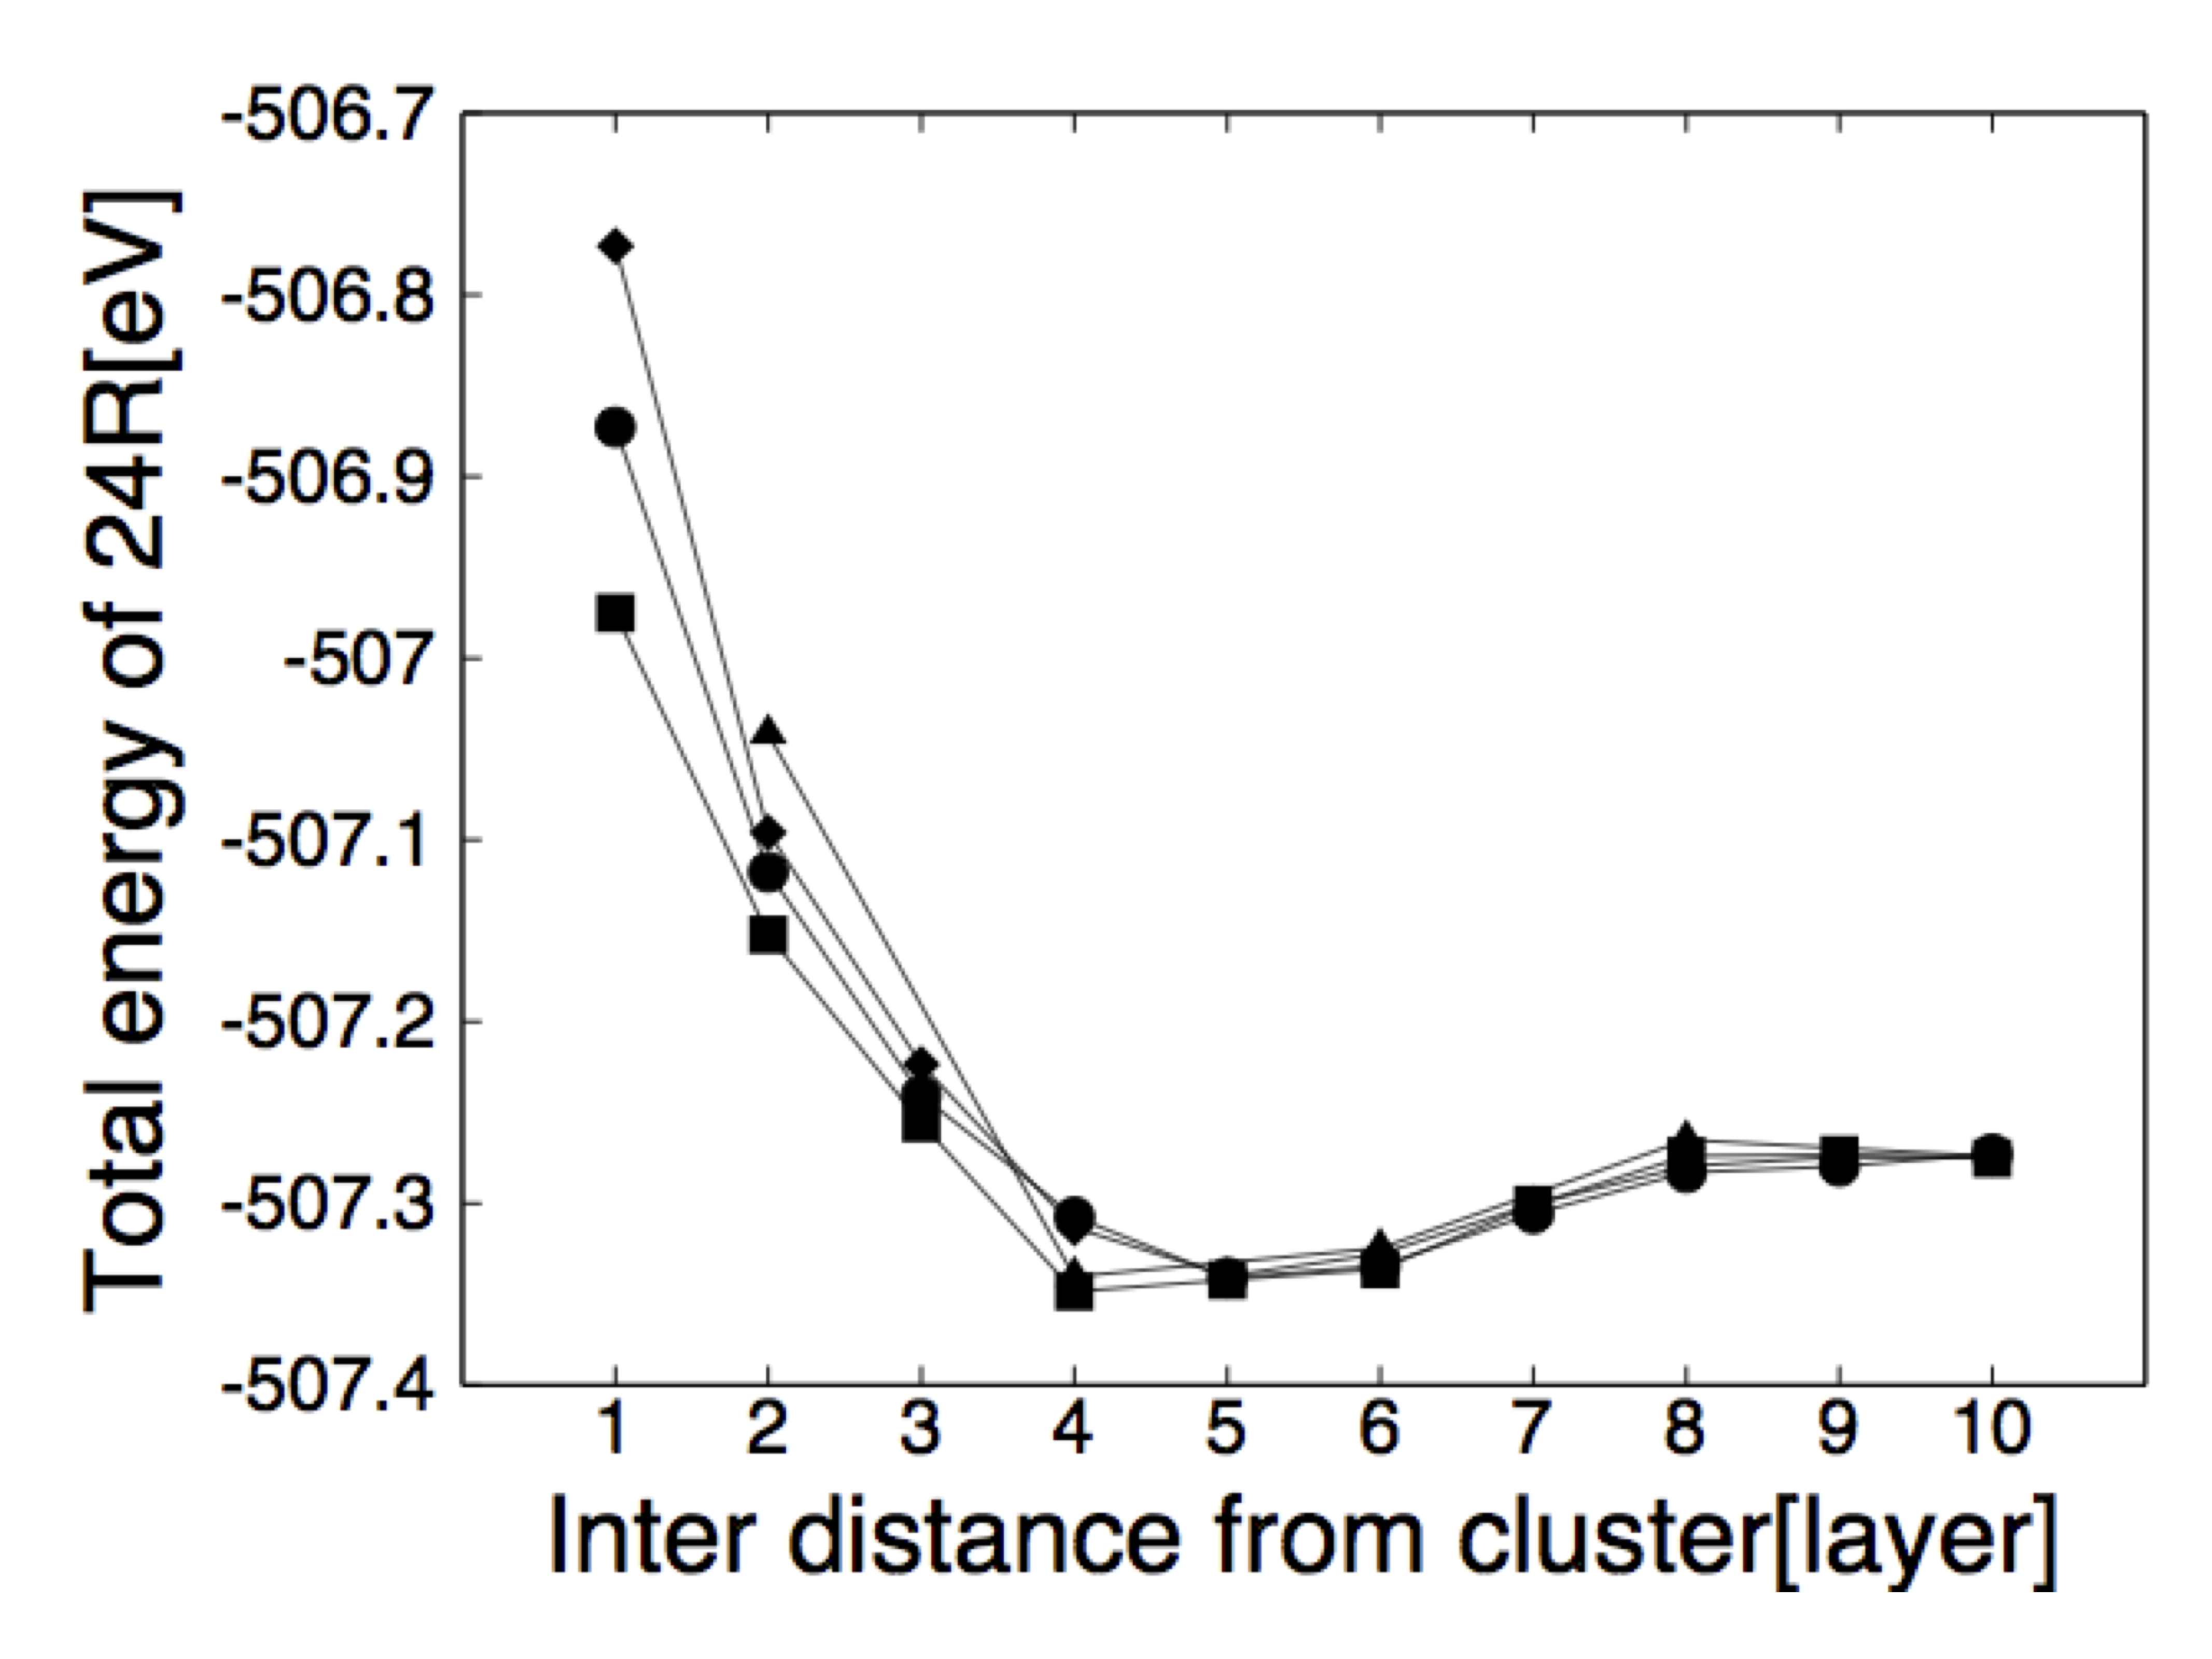 Total energy of 24R[eV]
-506.7
-506.8
-506.9
-507
-507.1
-507.2
-507.3
-507.4
1 2 3 4 5 6 7 8 9 10
Inter distance from cluster[layer]